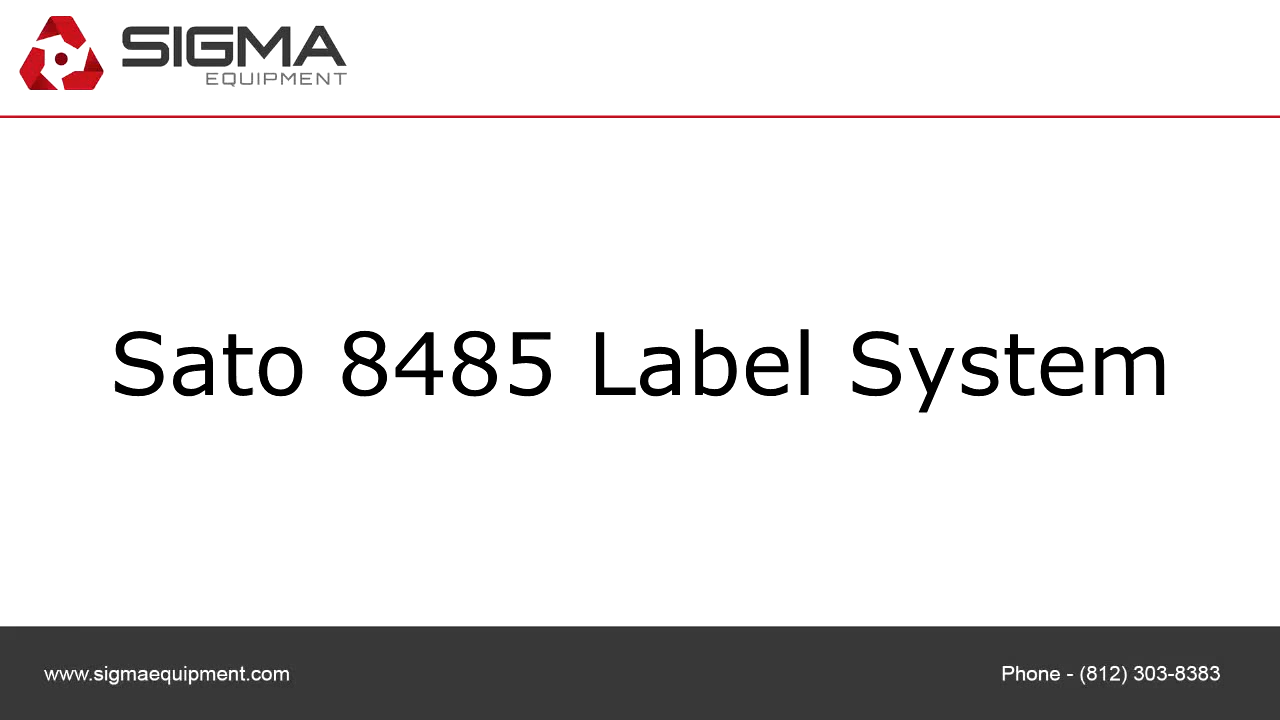 SIGMA
EQUIPMENT
Sato 8485 Label System
www.sigmaequipment.com
Phone - (812) 303-8383